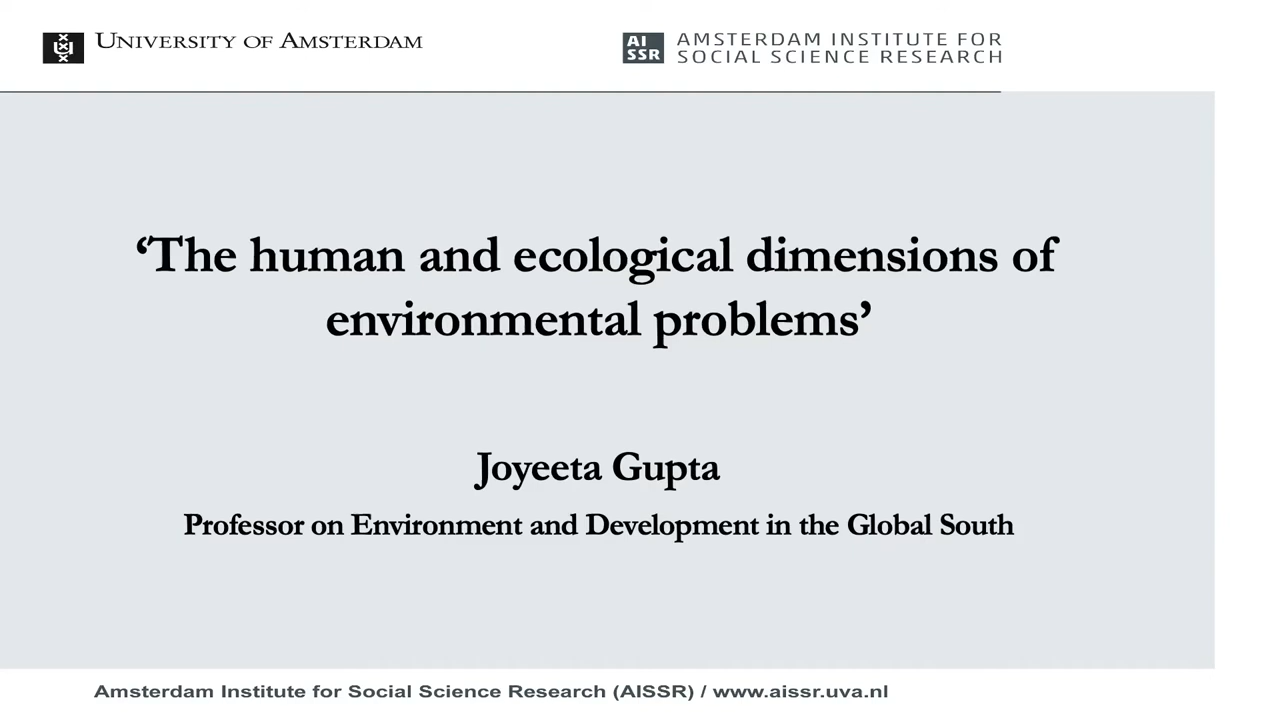 UNIVERSITY OF AMSTERDAM
AI
SSR
AMSTERDAM INSTITUTE FOR
SOCIAL SCIENCE RESEARCH
‘The human and ecological dimensions of
environmental problems’
Joyeeta Gupta
Professor on Environment and Development in the Global South
Amsterdam Institute for Social Science Research (AISSR) / www.aissr.uva.nl